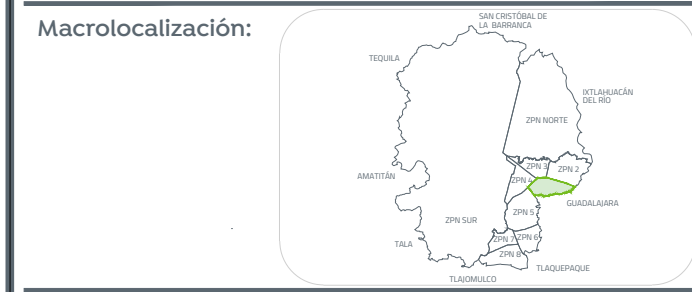 Macrolocalización:
SAN CRISTÓBAL DE
LA BARRANCA
TEQUILA
IXTLAHUACÁN
DEL RÍO
ZPN NORTE
ZPN 3
ZPN 2
AMATITÁN
ZPN 4
GUADALAJARA
ZPN 5
ZPN SUR
ZPN 7
ZPN 6
TALA
ZPN 8
TLAQUEPAQUE
TLAJOMULCO